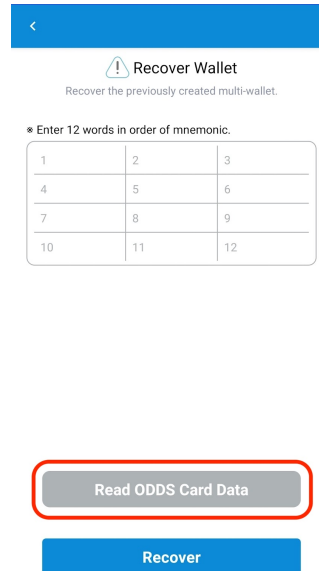 Recover Wallet
Recover the previously created multi-wallet.
※ Enter 12 words in order of mnemonic.
1 2 3
4 5 6
7 8 9
10 11 12
Read ODDS Card Data
Recover